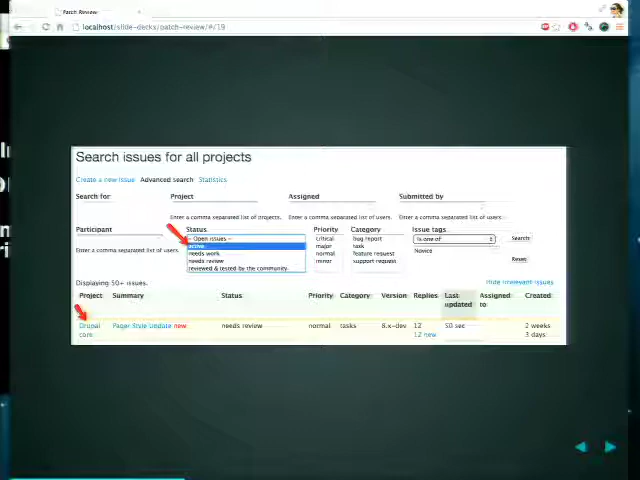 Patch Review
localhost/slide-decks/patch-review/#/19
Search issues for all projects
Create a new issue Advanced search Statistics
Search for Project Assigned Submitted by
Enter a comma separated list of projects. Enter a comma separated list of users.
Participant Status Priority Category Issue tags
- Open issues - critical bug report Is one of Search
active major task
Enter a comma separated list of users. needs work normal feature request Novice
needs review minor support request Reset
reviewed & tested by the community
Displaying 50+ issues. Hide irrelevant issues
Project Summary Status Priority Category Version Replies Last updated Assigned to Created
Drupal core Pager Style Update new needs review normal tasks 8.x-dev 12 50 sec 2 weeks
12 new 3 days